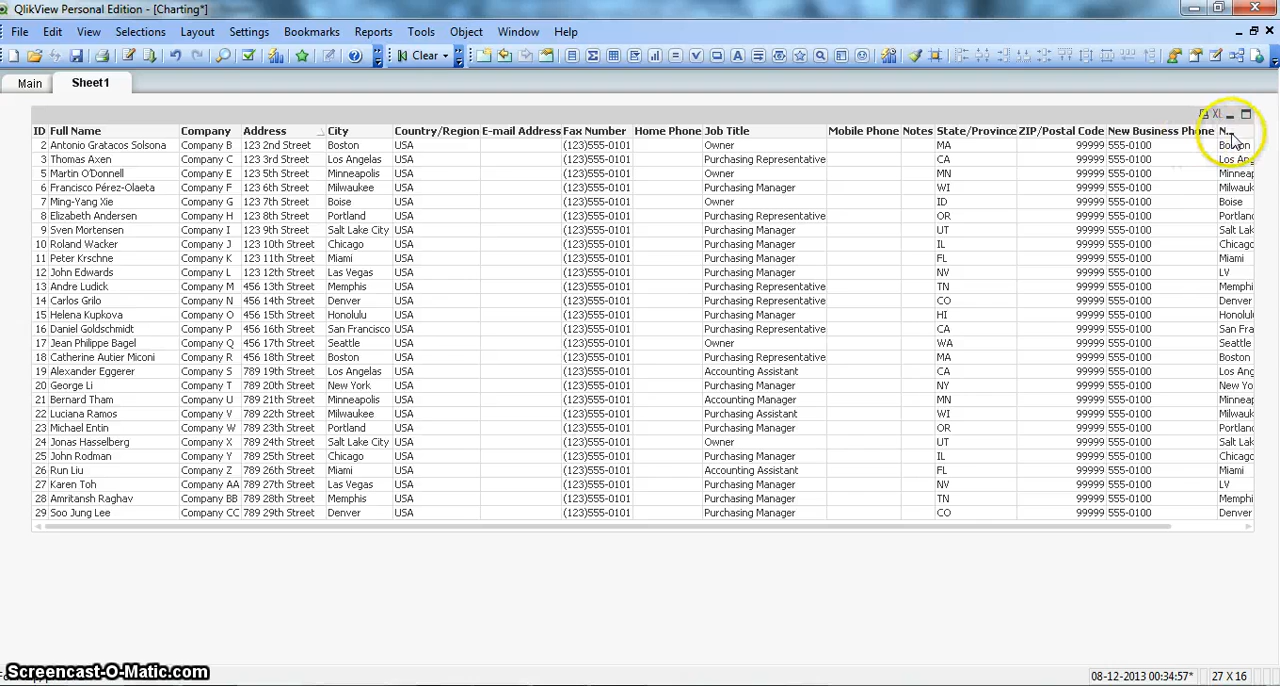 QlikView Personal Edition - [Charting*]
File Edit View Selections Layout Settings Bookmarks Reports Tools Object Window Help
Clear
Main Sheet1
XL
ID Full Name Company Address City Country/Region E-mail Address Fax Number Home Phone Job Title Mobile Phone Notes State/Province ZIP/Postal Code New Business Phone N...
2 Antonio Gratacos Solsona Company B 123 2nd Street Boston USA (123)555-0101 Owner MA 99999 555-0100 Boston
3 Thomas Axen Company C 123 3rd Street Los Angelas USA (123)555-0101 Purchasing Representative CA 99999 555-0100 Los Ang
5 Martin O'Donnell Company E 123 5th Street Minneapolis USA (123)555-0101 Owner MN 99999 555-0100 Minneap
6 Francisco Pérez-Olaeta Company F 123 6th Street Milwaukee USA (123)555-0101 Purchasing Manager WI 99999 555-0100 Milwauk
7 Ming-Yang Xie Company G 123 7th Street Boise USA (123)555-0101 Owner ID 99999 555-0100 Boise
8 Elizabeth Andersen Company H 123 8th Street Portland USA (123)555-0101 Purchasing Representative OR 99999 555-0100 Portland
9 Sven Mortensen Company I 123 9th Street Salt Lake City USA (123)555-0101 Purchasing Manager UT 99999 555-0100 Salt Lak
10 Roland Wacker Company J 123 10th Street Chicago USA (123)555-0101 Purchasing Manager IL 99999 555-0100 Chicago
11 Peter Krschne Company K 123 11th Street Miami USA (123)555-0101 Purchasing Manager FL 99999 555-0100 Miami
12 John Edwards Company L 123 12th Street Las Vegas USA (123)555-0101 Purchasing Manager NV 99999 555-0100 LV
13 Andre Ludick Company M 456 13th Street Memphis USA (123)555-0101 Purchasing Representative TN 99999 555-0100 Memphi
14 Carlos Grilo Company N 456 14th Street Denver USA (123)555-0101 Purchasing Representative CO 99999 555-0100 Denver
15 Helena Kupkova Company O 456 15th Street Honolulu USA (123)555-0101 Purchasing Manager HI 99999 555-0100 Honolul
16 Daniel Goldschmidt Company P 456 16th Street San Francisco USA (123)555-0101 Purchasing Representative CA 99999 555-0100 San Fra
17 Jean Philippe Bagel Company Q 456 17th Street Seattle USA (123)555-0101 Owner WA 99999 555-0100 Seattle
18 Catherine Autier Miconi Company R 456 18th Street Boston USA (123)555-0101 Purchasing Representative MA 99999 555-0100 Boston
19 Alexander Eggerer Company S 789 19th Street Los Angelas USA (123)555-0101 Accounting Assistant CA 99999 555-0100 Los Ang
20 George Li Company T 789 20th Street New York USA (123)555-0101 Purchasing Manager NY 99999 555-0100 New Yo
21 Bernard Tham Company U 789 21th Street Minneapolis USA (123)555-0101 Accounting Manager MN 99999 555-0100 Minneap
22 Luciana Ramos Company V 789 22th Street Milwaukee USA (123)555-0101 Purchasing Assistant WI 99999 555-0100 Milwauk
23 Michael Entin Company W 789 23th Street Portland USA (123)555-0101 Purchasing Manager OR 99999 555-0100 Portland
24 Jonas Hasselberg Company X 789 24th Street Salt Lake City USA (123)555-0101 Owner UT 99999 555-0100 Salt Lak
25 John Rodman Company Y 789 25th Street Chicago USA (123)555-0101 Purchasing Manager IL 99999 555-0100 Chicago
26 Run Liu Company Z 789 26th Street Miami USA (123)555-0101 Accounting Assistant FL 99999 555-0100 Miami
27 Karen Toh Company AA 789 27th Street Las Vegas USA (123)555-0101 Purchasing Manager NV 99999 555-0100 LV
28 Amritansh Raghav Company BB 789 28th Street Memphis USA (123)555-0101 Purchasing Manager TN 99999 555-0100 Memphi
29 Soo Jung Lee Company CC 789 29th Street Denver USA (123)555-0101 Purchasing Manager CO 99999 555-0100 Denver
Screencast-O-Matic.com
08-12-2013 00:34:57* 27 X 16